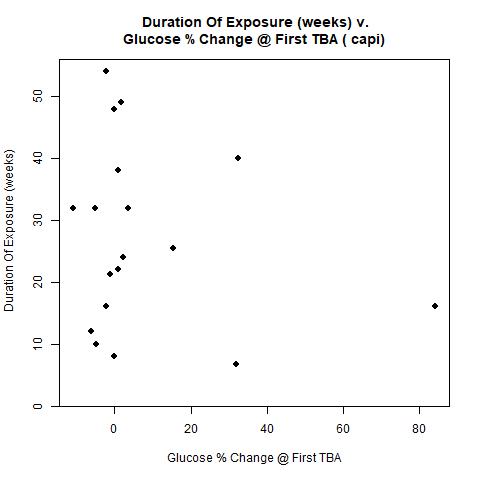 Duration Of Exposure (weeks) v.
Glucose % Change @ First TBA ( capi)
50
40
30
20
10
0
Duration Of Exposure (weeks)
0 20 40 60 80
Glucose % Change @ First TBA